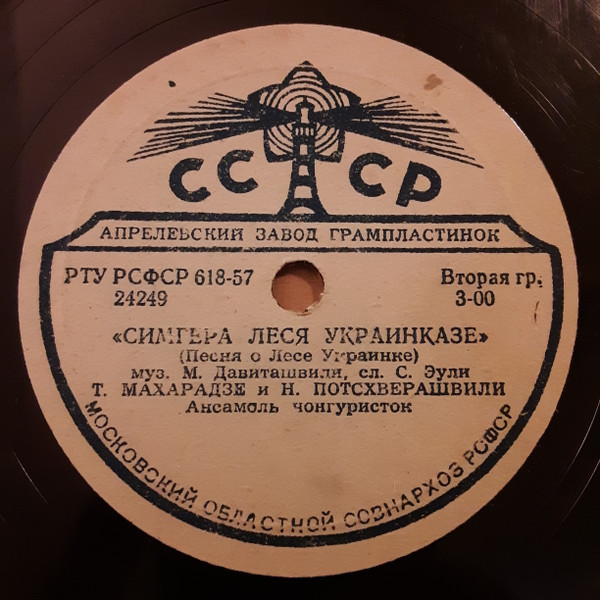 СССР
АПРЕЛЕВСКИЙ ЗАВОД ГРАМПЛАСТИНОК
РТУ РСФСР 618-57 Вторая гр.
24249 3-00
«СИМГЕРА ЛЕСЯ УКРАИНКАЗЕ»
(Песня о Лесе Украинке)
муз. М. Давиташвили, сл. С. Эули
Т. МАХАРАДЗЕ и Н. ПОТСХВЕРАШВИЛИ
Ансамбль чонгуристок
МОСКОВСКИЙ ОБЛАСТНОЙ СОВНАРХОЗ РСФСР